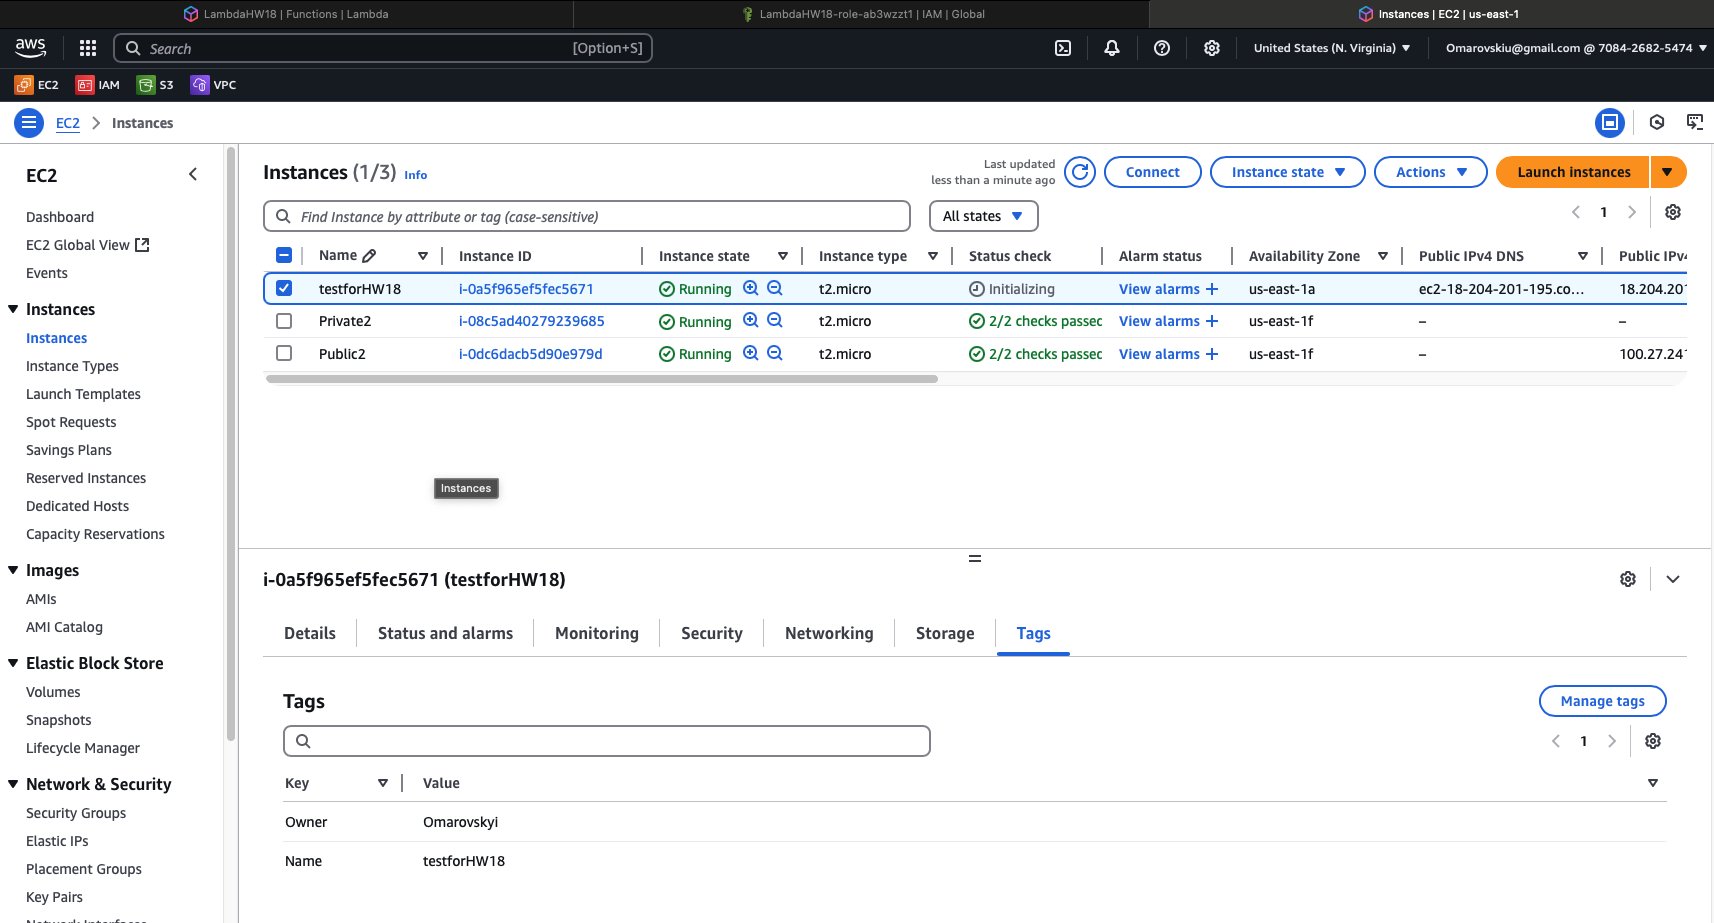 LambdaHW18 | Functions | Lambda
LambdaHW18-role-ab3wzzt1 | IAM | Global
Instances | EC2 | us-east-1
aws
Search
[Option+S]
United States (N. Virginia)
Omarovskiu@gmail.com @ 7084-2682-5474
EC2
IAM
S3
VPC
EC2
Instances
EC2
Dashboard
EC2 Global View
Events
Instances
Instances
Instance Types
Launch Templates
Spot Requests
Savings Plans
Reserved Instances
Dedicated Hosts
Capacity Reservations
Images
AMIs
AMI Catalog
Elastic Block Store
Volumes
Snapshots
Lifecycle Manager
Network & Security
Security Groups
Elastic IPs
Placement Groups
Key Pairs
Instances (1/3) Info
Last updated
less than a minute ago
Connect
Instance state
Actions
Launch instances
Find Instance by attribute or tag (case-sensitive)
All states
1
Name Instance ID Instance state Instance type Status check Alarm status Availability Zone Public IPv4 DNS Public IPv4
testforHW18 i-0a5f965ef5fec5671 Running t2.micro Initializing View alarms + us-east-1a ec2-18-204-201-195.co... 18.204.201
Private2 i-08c5ad40279239685 Running t2.micro 2/2 checks passed View alarms + us-east-1f – –
Public2 i-0dc6dacb5d90e979d Running t2.micro 2/2 checks passed View alarms + us-east-1f – 100.27.241
Instances
i-0a5f965ef5fec5671 (testforHW18)
Details
Status and alarms
Monitoring
Security
Networking
Storage
Tags
Tags
Manage tags
1
Key Value
Owner Omarovskyi
Name testforHW18